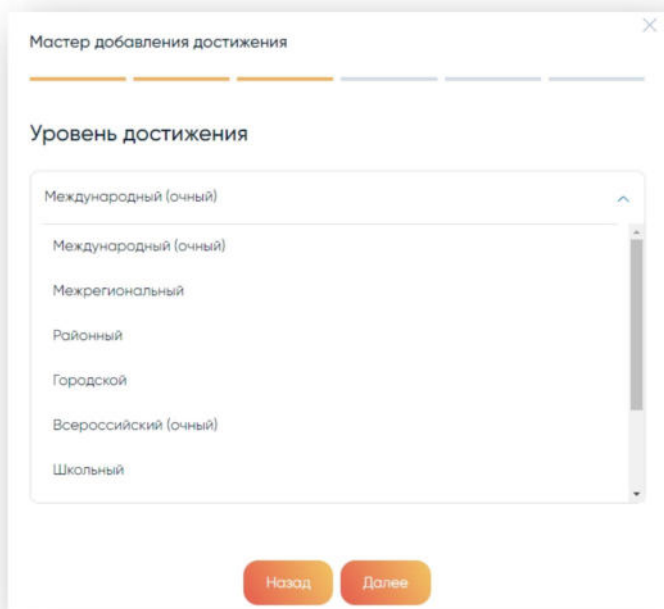 Мастер добавления достижения
Уровень достижения
Международный (очный)
Международный (очный)
Межрегиональный
Районный
Городской
Всероссийский (очный)
Школьный
Назад Далее